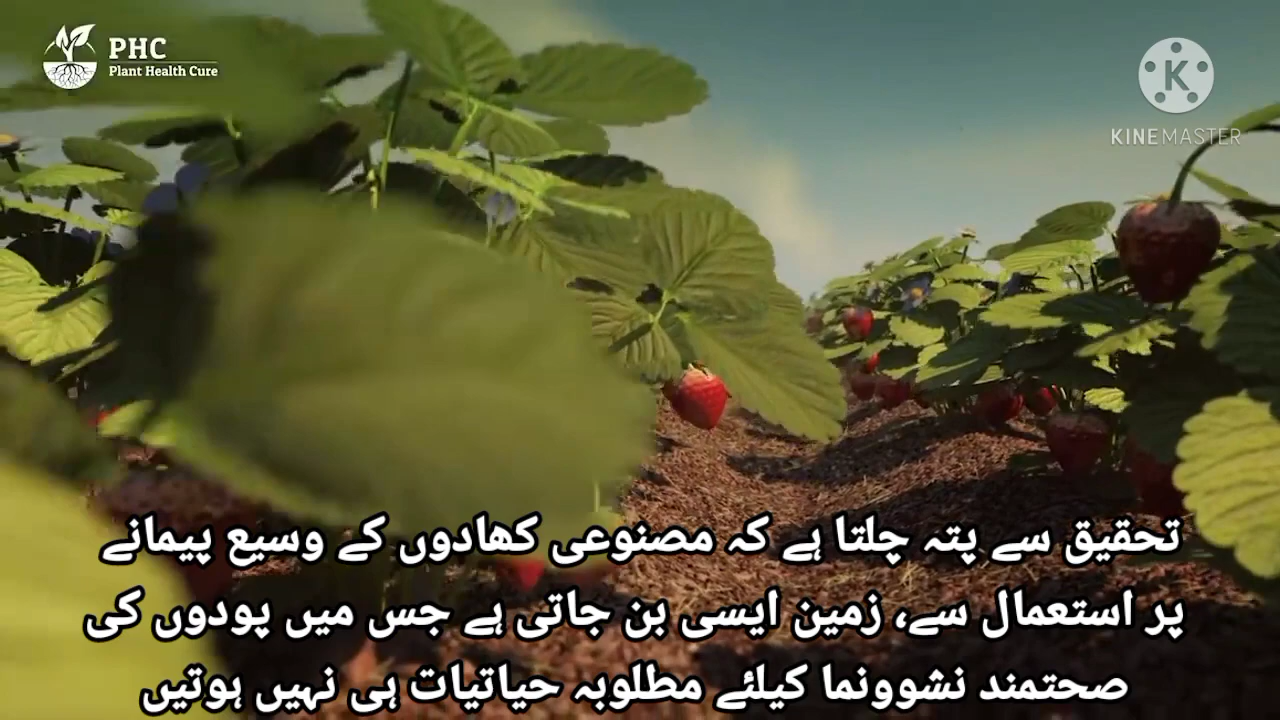 PHC
Plant Health Cure
K
KINEMASTER
تحقیق سے پتہ چلتا ہے کہ مصنوعی کھادوں کے وسیع پیمانے
پر استعمال سے، زمین ایسی بن جاتی ہے جس میں پودوں کی
صحتمند نشوونما کیلئے مطلوبہ حیاتیات ہی نہیں ہوتیں